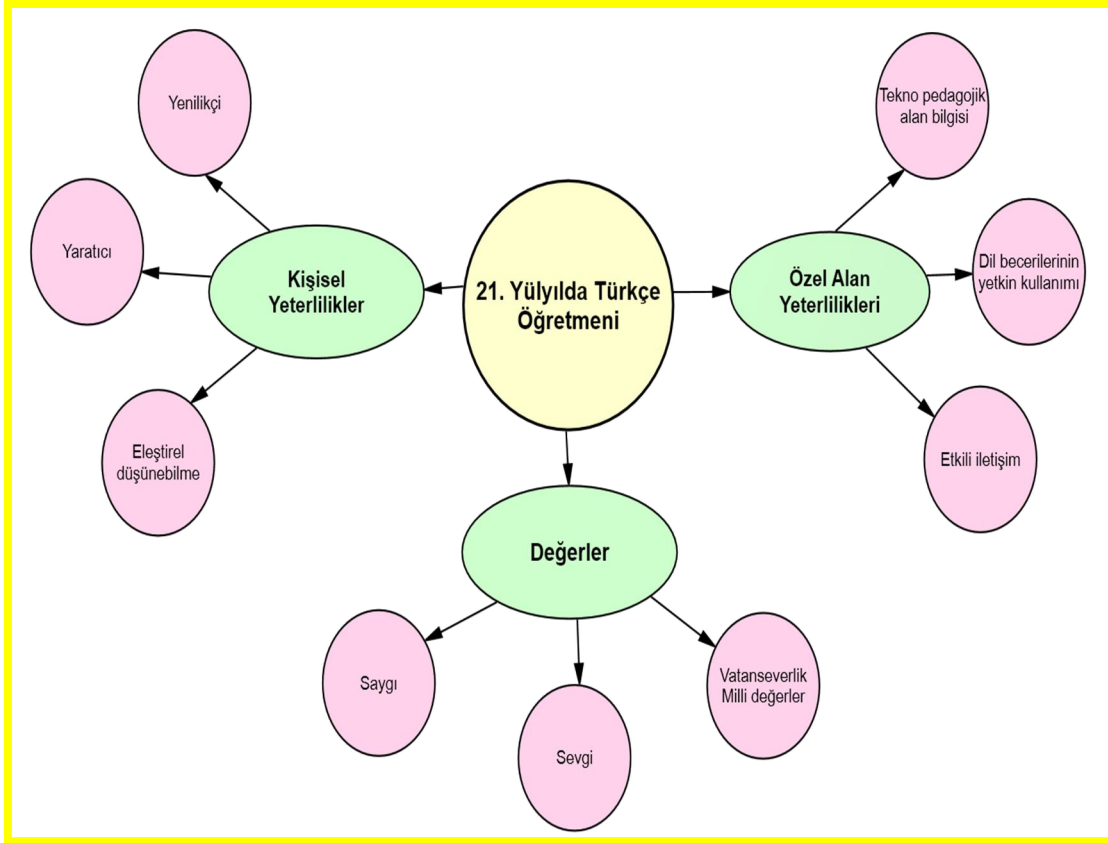 21. Yülyılda Türkçe
Öğretmeni
Kişisel
Yeterlilikler
Yenilikçi
Yaratıcı
Eleştirel
düşünebilme
Özel Alan
Yeterlilikleri
Tekno pedagojik
alan bilgisi
Dil becerilerinin
yetkin kullanımı
Etkili iletişim
Değerler
Saygı
Sevgi
Vatanseverlik
Milli değerler